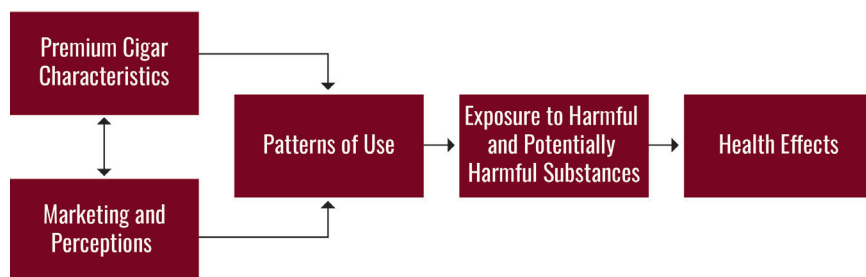 Premium Cigar
Characteristics
Marketing and
Perceptions
Patterns of Use
Exposure to Harmful
and Potentially
Harmful Substances
Health Effects